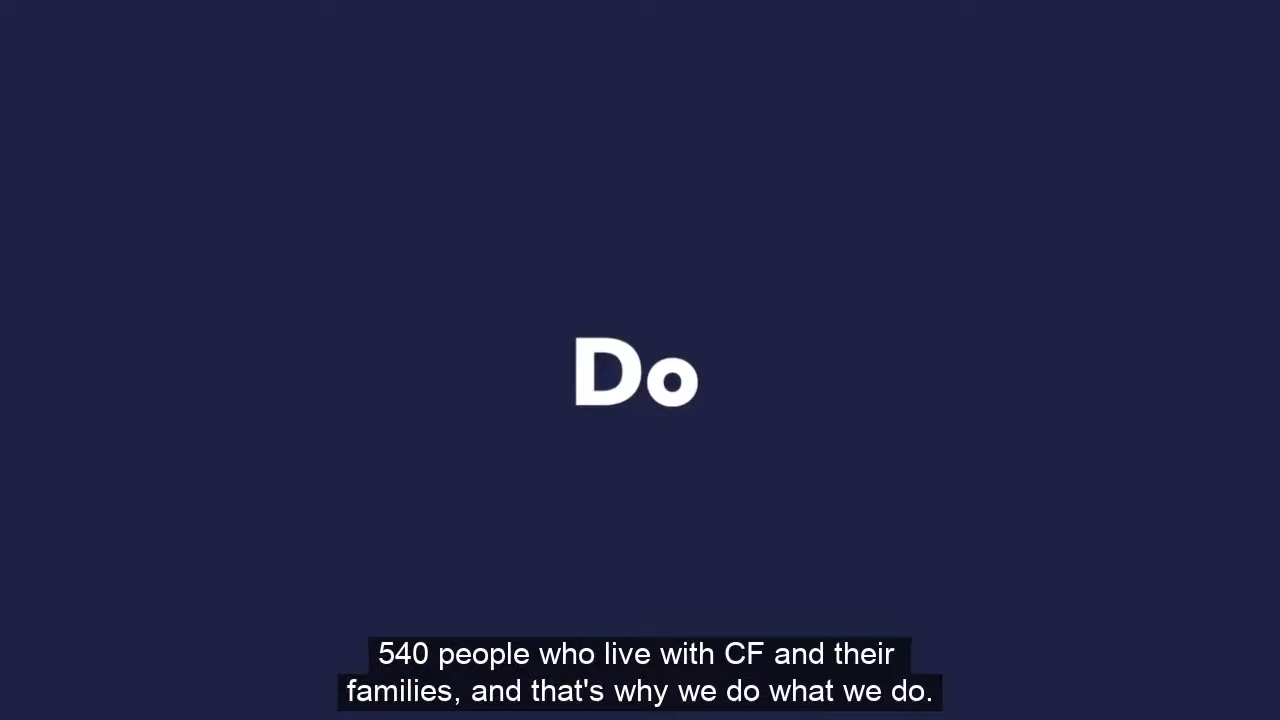 Do
540 people who live with CF and their
families, and that's why we do what we do.